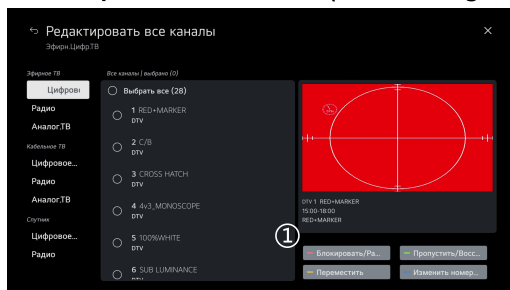 Редактировать все каналы
Эфирн.Цифр.ТВ
Эфирное ТВ
Цифрово
Радио
Аналог.ТВ
Кабельное ТВ
Цифровое...
Радио
Аналог.ТВ
Спутник
Цифровое...
Радио
Все каналы | выбрано (0)
Выбрать все (28)
1 RED+MARKER
DTV
2 C/B
DTV
3 CROSS HATCH
DTV
4 4v3_MONOSCOPE
DTV
5 100%WHITE
DTV
6 SUB LUMINANCE
DTV 1 RED+MARKER
15:00-18:00
RED+MARKER
①
Блокировать/Ра...
Пропустить/Восс...
Переместить
Изменить номер...